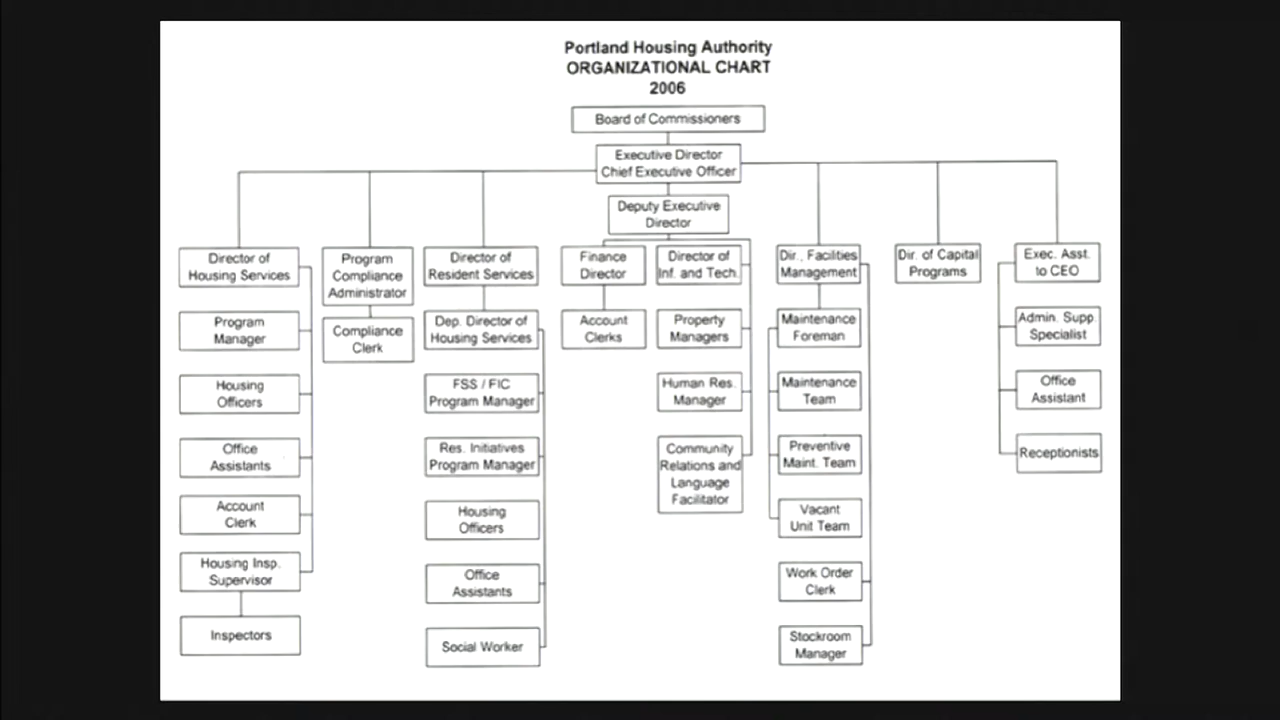 Portland Housing Authority
ORGANIZATIONAL CHART
2006
Board of Commissioners
Executive Director
Chief Executive Officer
Deputy Executive
Director
Director of
Housing Services
Program
Manager
Housing
Officers
Office
Assistants
Account
Clerk
Housing Insp.
Supervisor
Inspectors
Program
Compliance
Administrator
Compliance
Clerk
Director of
Resident Services
Dep. Director of
Housing Services
FSS / FIC
Program Manager
Res. Initiatives
Program Manager
Housing
Officers
Office
Assistants
Social Worker
Finance
Director
Account
Clerks
Director of
Inf. and Tech.
Property
Managers
Human Res.
Manager
Community
Relations and
Language
Facilitator
Dir., Facilities
Management
Maintenance
Foreman
Maintenance
Team
Preventive
Maint. Team
Vacant
Unit Team
Work Order
Clerk
Stockroom
Manager
Dir. of Capital
Programs
Exec. Asst.
to CEO
Admin. Supp.
Specialist
Office
Assistant
Receptionists